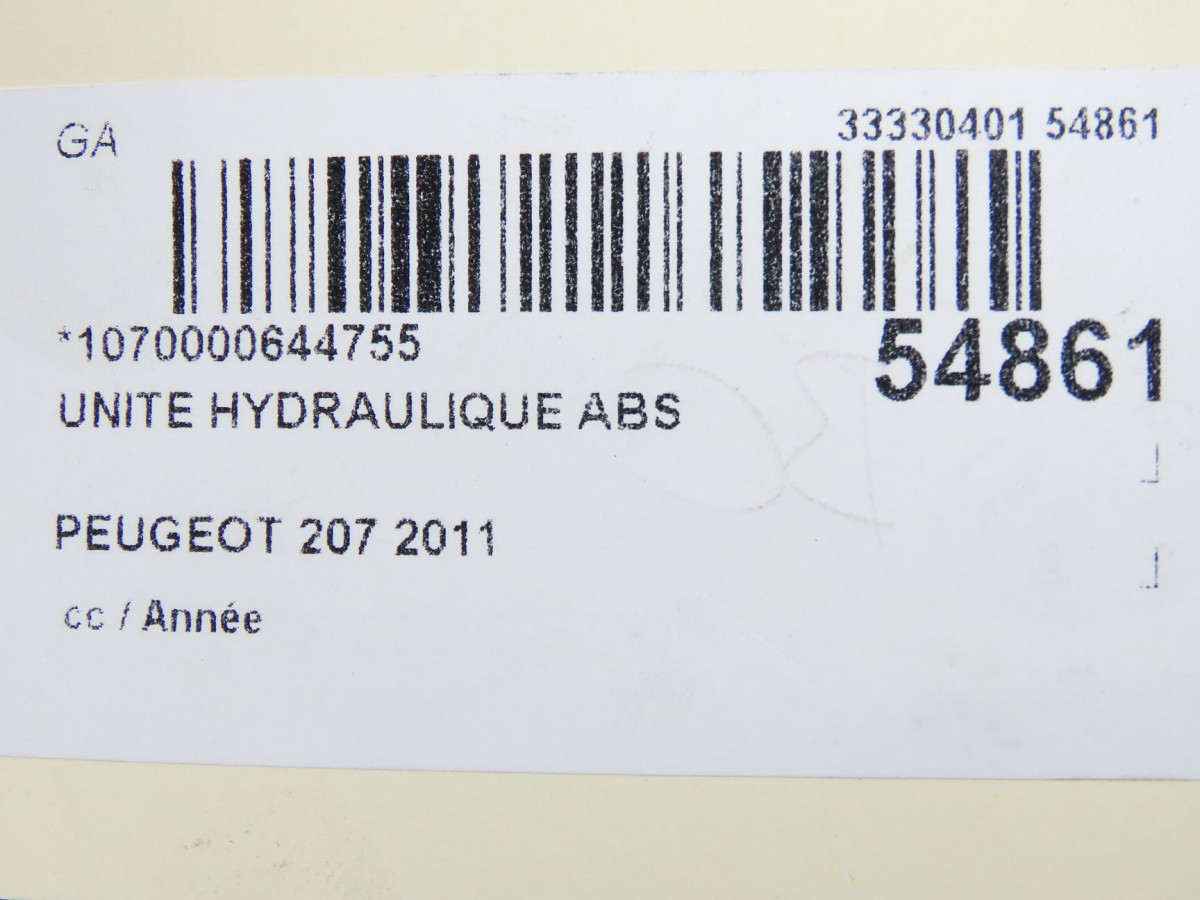 GA
33330401 54861
*1070000644755
54861
UNITE HYDRAULIQUE ABS
PEUGEOT 207 2011
cc / Année